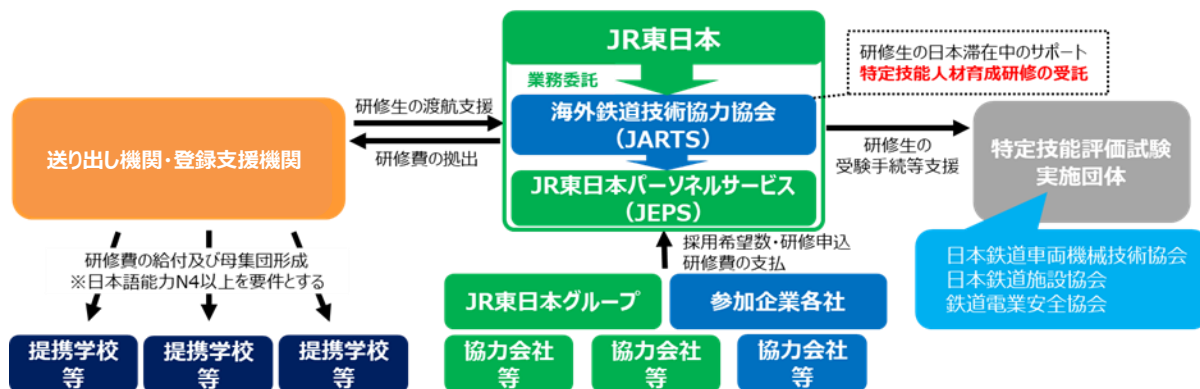 JR東日本
業務委託
海外鉄道技術協力協会
(JARTS)
JR東日本パーソネルサービス
(JEPS)
研修生の日本滞在中のサポート
特定技能人材育成研修の受託
送り出し機関・登録支援機関
研修生の渡航支援
研修費の拠出
研修生の
受験手続等支援
特定技能評価試験
実施団体
日本鉄道車両機械技術協会
日本鉄道施設協会
鉄道電業安全協会
研修費の給付及び母集団形成
※日本語能力N4以上を要件とする
提携学校
等
提携学校
等
提携学校
等
採用希望数・研修申込
研修費の支払
JR東日本グループ
参加企業各社
協力会社
等
協力会社
等
協力会社
等